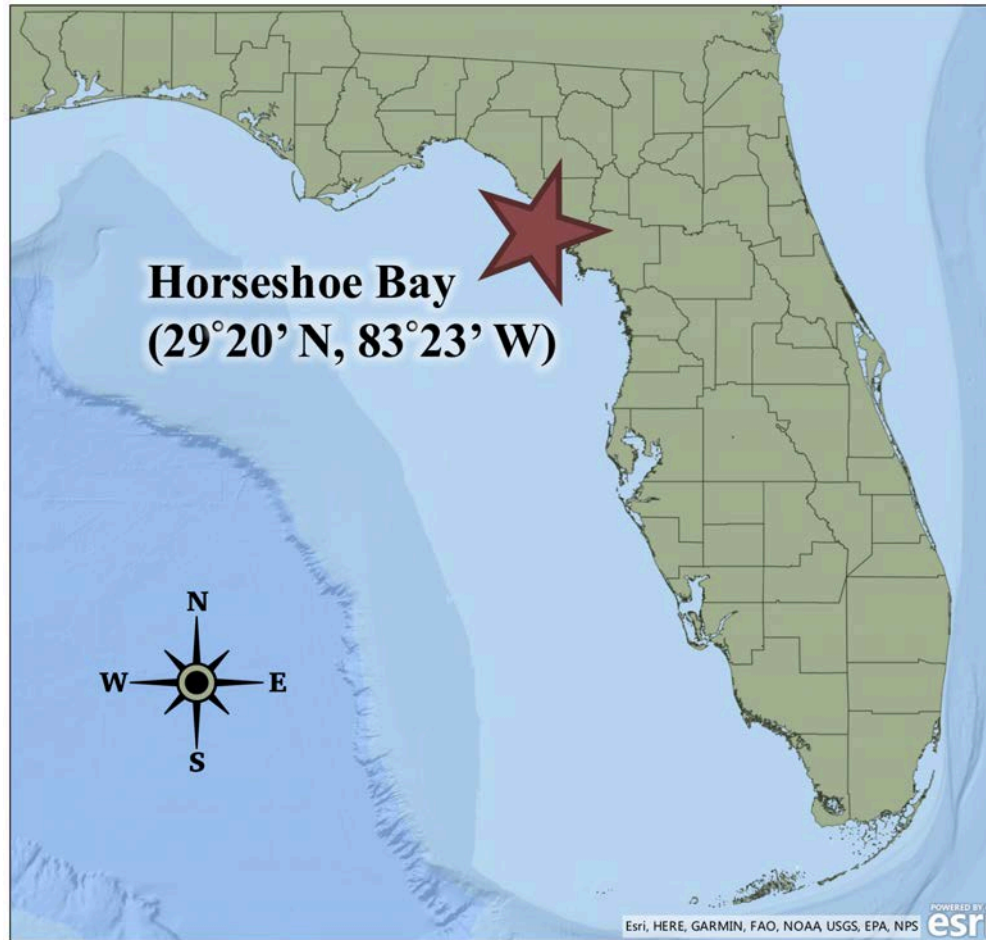 Horseshoe Bay
(29°20’ N, 83°23’ W)
N
W E
S
Esri, HERE, GARMIN, FAO, NOAA, USGS, EPA, NPS
POWERED BY
esri